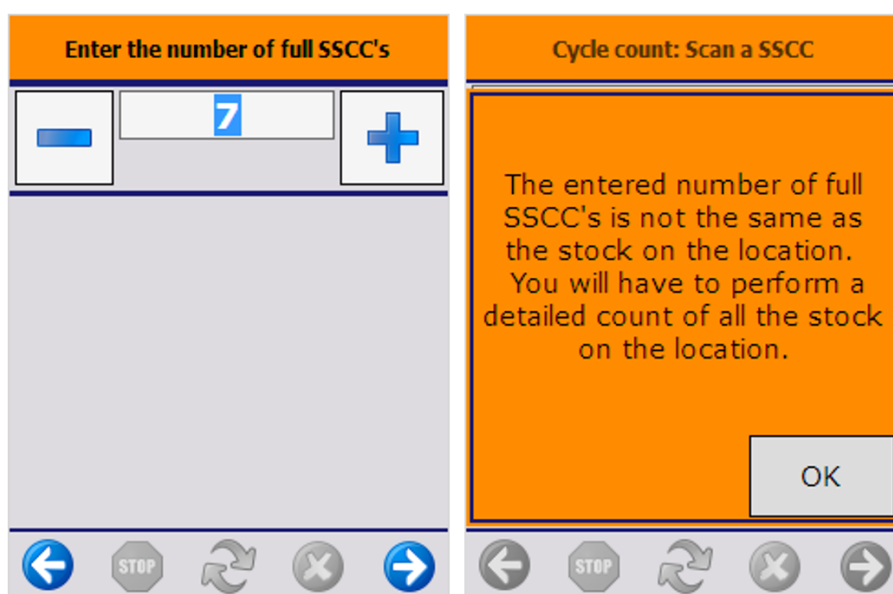 Enter the number of full SSCC's
7
STOP
Cycle count: Scan a SSCC
The entered number of full
SSCC's is not the same as
the stock on the location.
You will have to perform a
detailed count of all the stock
on the location.
OK
STOP